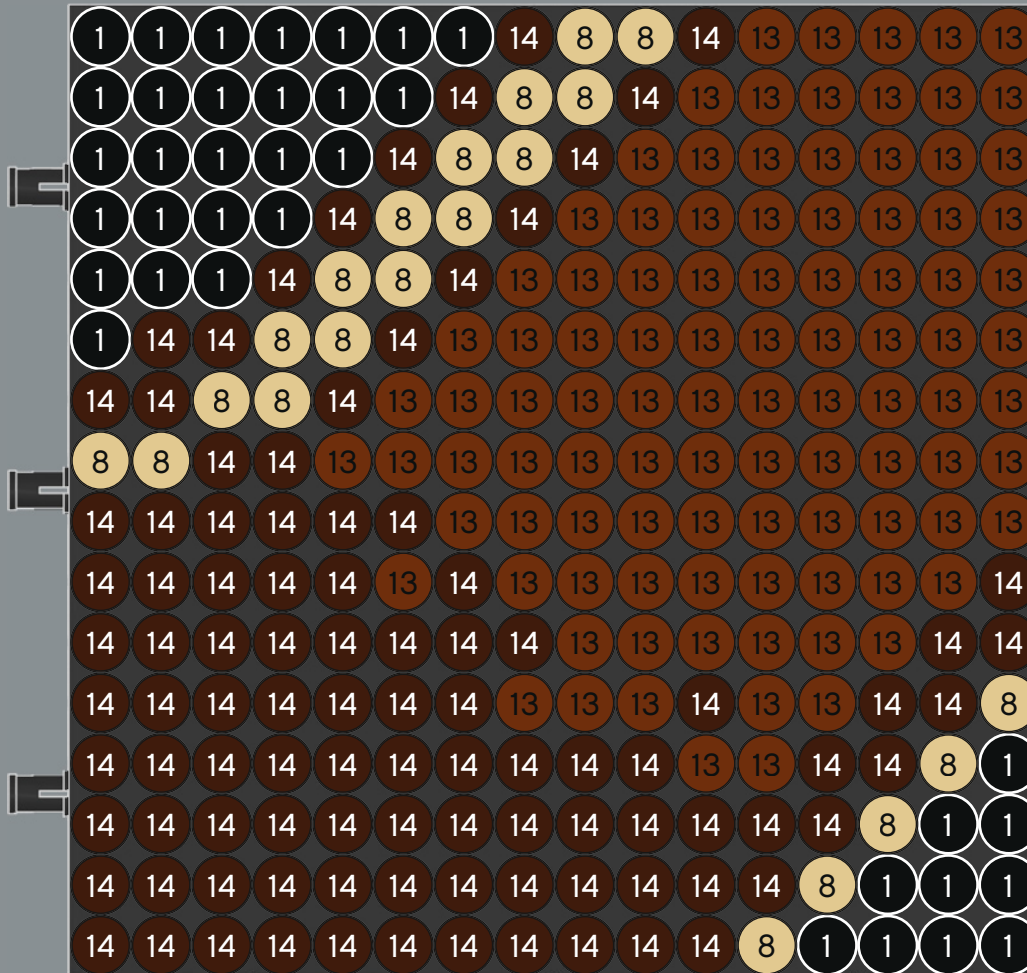 1 1 1 1 1 1 1 14 8 8 14 13 13 13 13 13
1 1 1 1 1 1 14 8 8 14 13 13 13 13 13 13
1 1 1 1 1 14 8 8 14 13 13 13 13 13 13 13
1 1 1 1 14 8 8 14 13 13 13 13 13 13 13 13
1 1 1 14 8 8 14 13 13 13 13 13 13 13 13 13
1 14 14 8 8 14 13 13 13 13 13 13 13 13 13 13
14 14 8 8 14 13 13 13 13 13 13 13 13 13 13 13
8 8 14 14 13 13 13 13 13 13 13 13 13 13 13 13
14 14 14 14 14 14 13 13 13 13 13 13 13 13 13 13
14 14 14 14 14 13 14 13 13 13 13 13 13 13 13 14
14 14 14 14 14 14 14 14 13 13 13 13 13 13 14 14
14 14 14 14 14 14 14 13 13 13 14 13 13 14 14 8
14 14 14 14 14 14 14 14 14 14 13 13 14 14 8 1
14 14 14 14 14 14 14 14 14 14 14 14 14 8 1 1
14 14 14 14 14 14 14 14 14 14 14 14 8 1 1 1
14 14 14 14 14 14 14 14 14 14 14 8 1 1 1 1